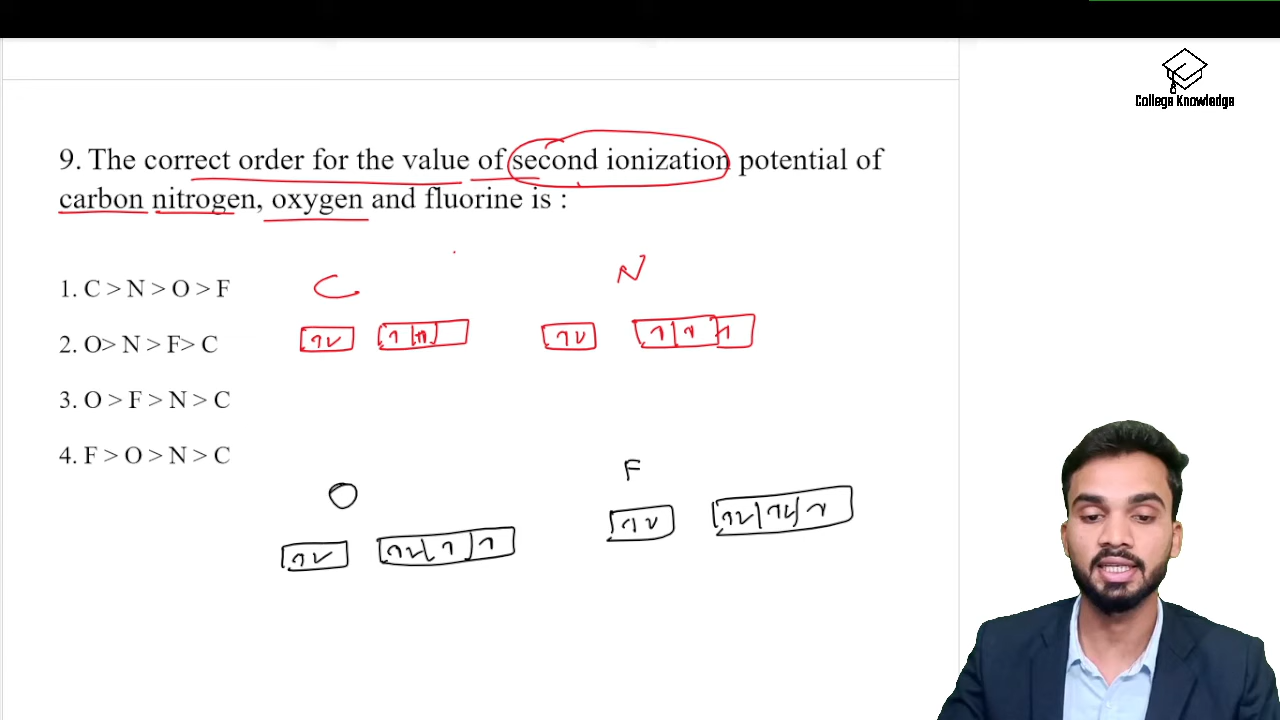 College Knowledge
9. The correct order for the value of second ionization potential of
carbon nitrogen, oxygen and fluorine is :
1. C > N > O > F
2. O> N > F> C
3. O > F > N > C
4. F > O > N > C
C
N
O
F